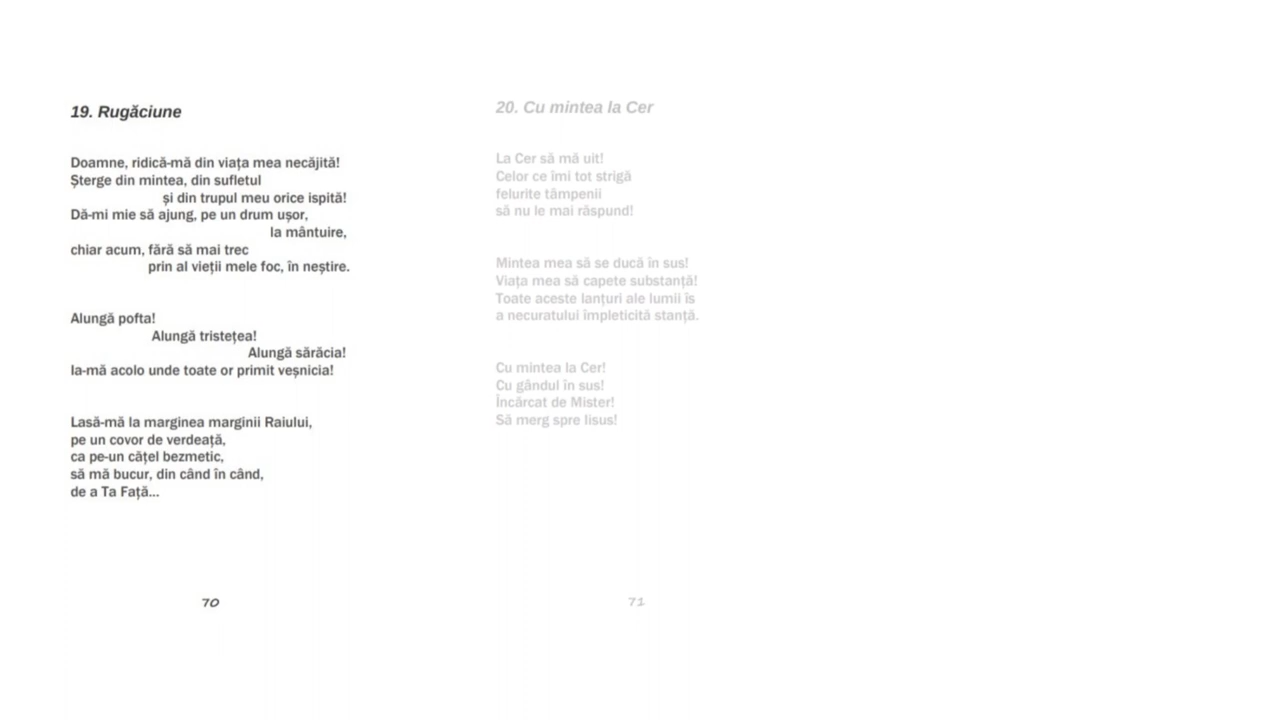 19. Rugăciune
Doamne, ridică-mă din viața mea necăjită!
Șterge din mintea, din sufletul
și din trupul meu orice ispită!
Dă-mi mie să ajung, pe un drum ușor,
la mântuire,
chiar acum, fără să mai trec
prin al vieții mele foc, în neștire.
Alungă pofta!
Alungă tristețea!
Alungă sărăcia!
Ia-mă acolo unde toate or primit veșnicia!
Lasă-mă la marginea marginii Raiului,
pe un covor de verdeață,
ca pe-un cățel bezmetic,
să mă bucur, din când în când,
de a Ta Față...
70
20. Cu mintea la Cer
La Cer să mă uit!
Celor ce îmi tot strigă
felurite tâmpenii
să nu le mai răspund!
Mintea mea să se ducă în sus!
Viața mea să capete substanță!
Toate aceste lanțuri ale lumii îs
a necuratului împleticită stanță.
Cu mintea la Cer!
Cu gândul în sus!
Încărcat de Mister!
Să merg spre Iisus!
71